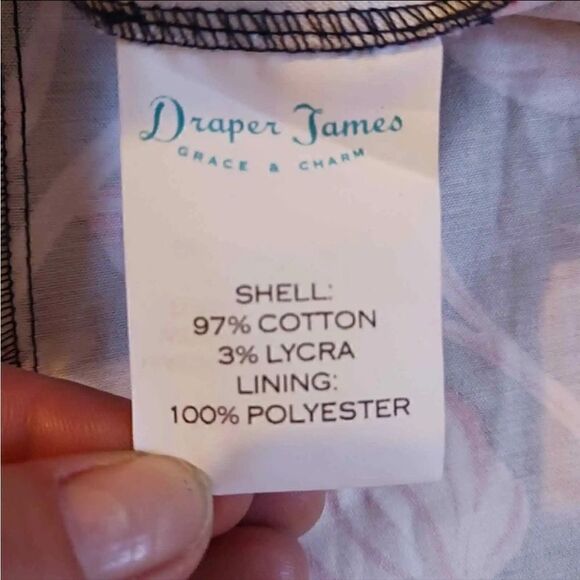 Draper James
GRACE & CHARM
SHELL:
97% COTTON
3% LYCRA
LINING:
100% POLYESTER